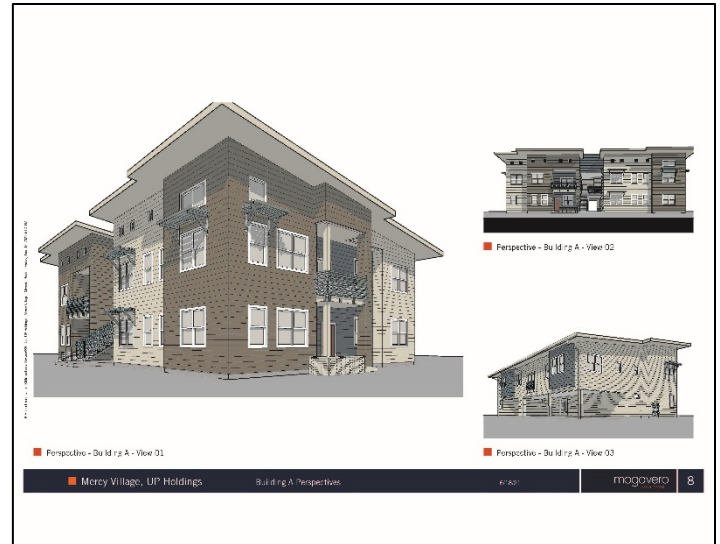 Perspective - Building A - View 02
Perspective - Building A - View 03
Perspective - Building A - View 01
Mercy Village, UP Holdings
Building A Perspectives
mogavero
8